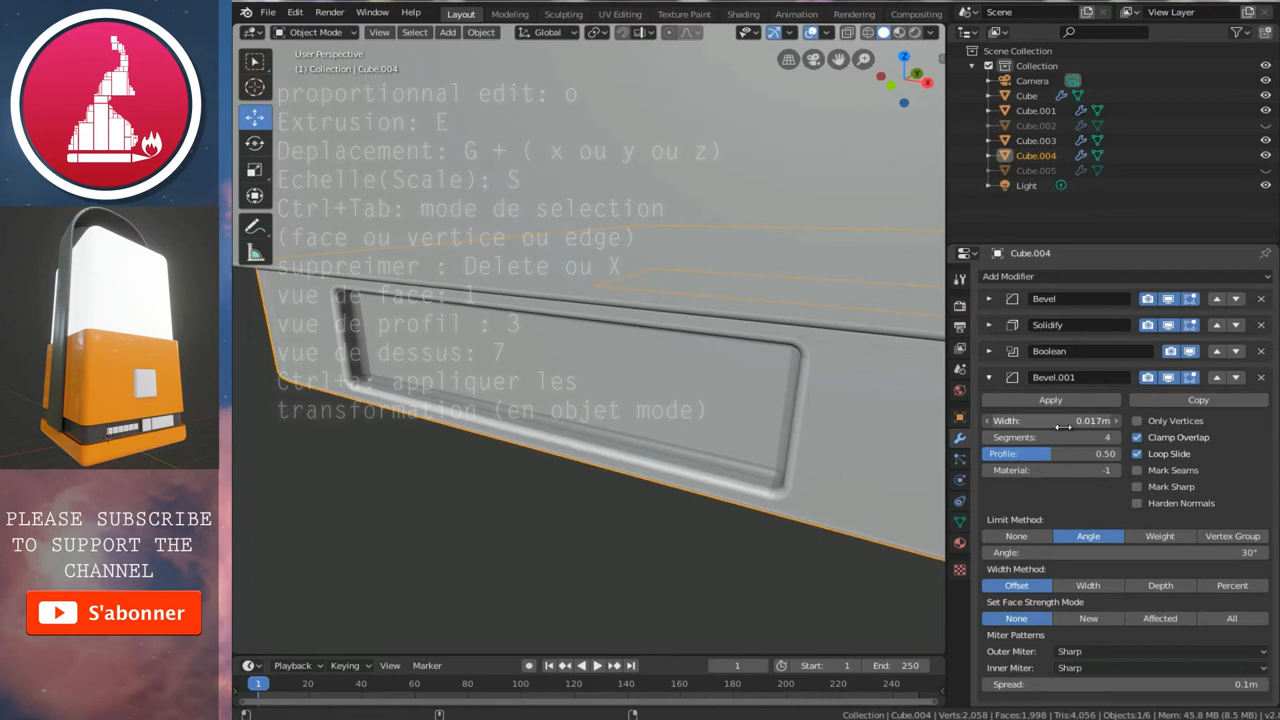 File Edit Render Window Help
Layout Modeling Sculpting UV Editing Texture Paint Shading Animation Rendering Compositing
Scene
View Layer
Object Mode View Select Add Object Global
User Perspective
(1) Collection | Cube.004
proportionnal edit: o
Extrusion: E
Deplacement: G + ( x ou y ou z)
Echelle(Scale): S
Ctrl+Tab: mode de selection
(face ou vertice ou edge)
suppreimer : Delete ou X
vue de face: 1
vue de profil : 3
vue de dessus: 7
Ctrl+a: appliquer les
transformation (en objet mode)
Z
Y
X
Scene Collection
Collection
Camera
Cube
Cube.001
Cube.002
Cube.003
Cube.004
Cube.005
Light
Cube.004
Add Modifier
Bevel
Solidify
Boolean
Bevel.001
Apply Copy
Width: 0.017m Only Vertices
Segments: 4 Clamp Overlap
Profile: 0.50 Loop Slide
Material: -1 Mark Seams
Mark Sharp
Harden Normals
Limit Method:
None Angle Weight Vertex Group
Angle: 30°
Width Method:
Offset Width Depth Percent
Set Face Strength Mode
None New Affected All
Miter Patterns
Outer Miter: Sharp
Inner Miter: Sharp
Spread: 0.1m
PLEASE SUBSCRIBE
TO SUPPORT THE
CHANNEL
S'abonner
Playback Keying View Marker 1 Start: 1 End: 250
1 20 40 60 80 100 120 140 160 180 200 220 240
Collection | Cube.004 | Verts:2,058 | Faces:1,998 | Tris:4,056 | Objects:1/6 | Mem: 45.8 MB (8.5 MB) | v2.